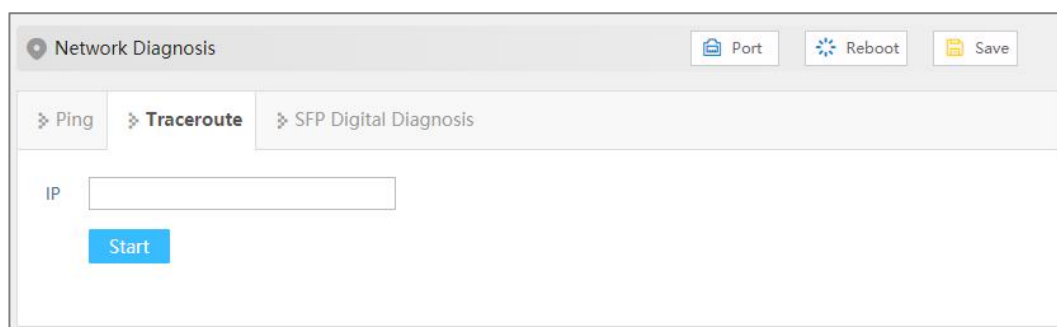 Network Diagnosis Port Reboot Save
Ping Traceroute SFP Digital Diagnosis
IP
Start